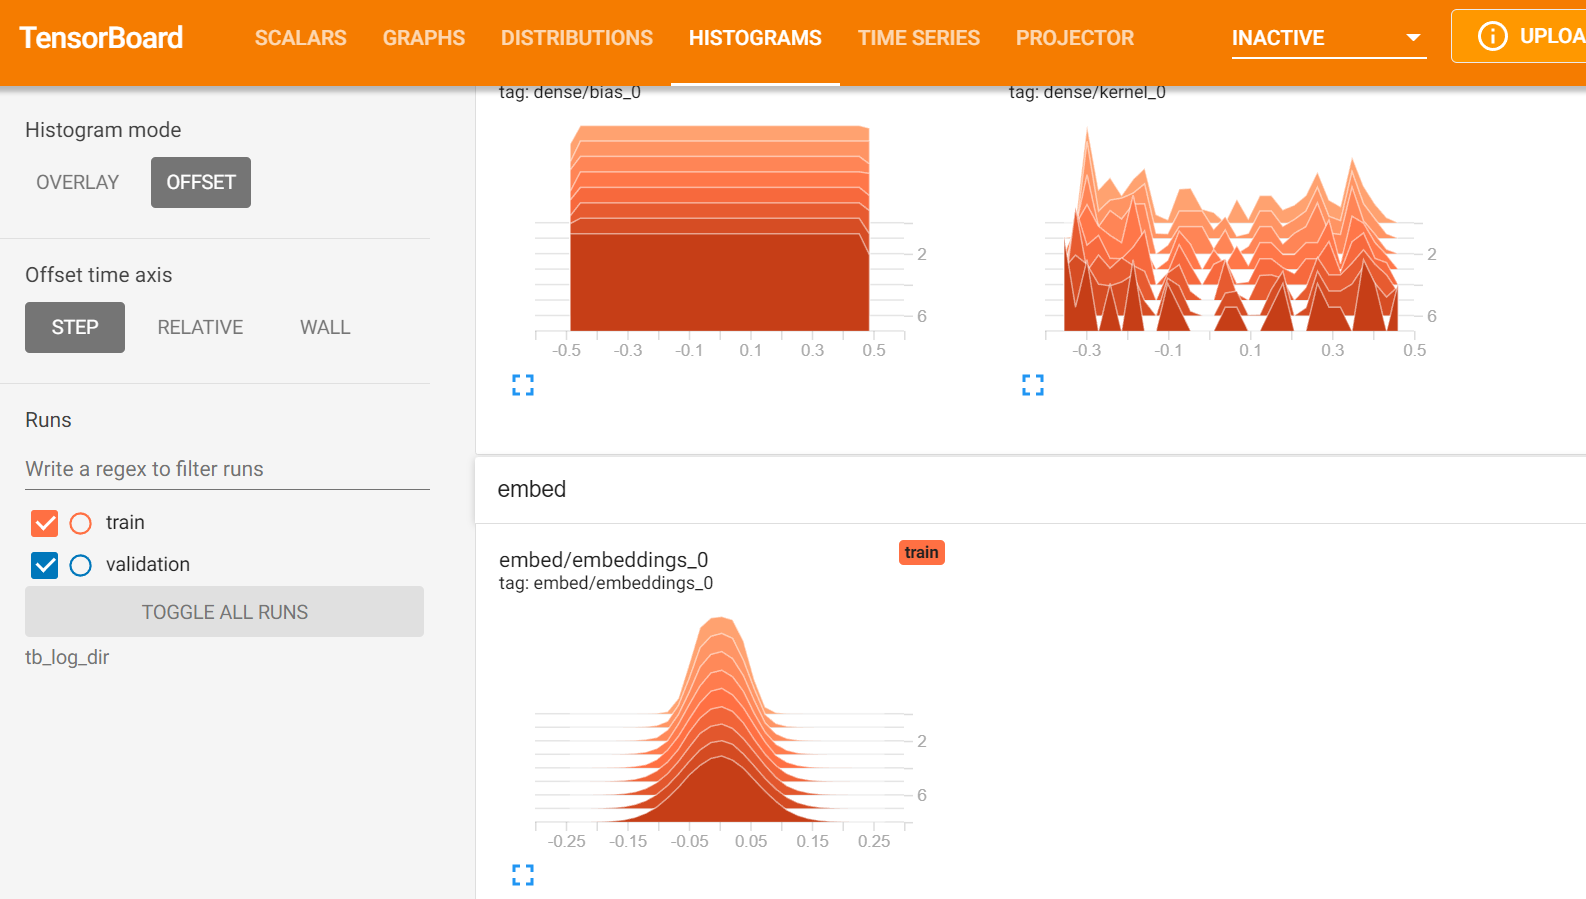 TensorBoard
SCALARS
GRAPHS
DISTRIBUTIONS
HISTOGRAMS
TIME SERIES
PROJECTOR
INACTIVE
UPLOA
Histogram mode
OVERLAY
OFFSET
Offset time axis
STEP
RELATIVE
WALL
Runs
Write a regex to filter runs
train
validation
TOGGLE ALL RUNS
tb_log_dir
tag: dense/bias_0
2
6
-0.5 -0.3 -0.1 0.1 0.3 0.5
tag: dense/kernel_0
2
6
-0.3 -0.1 0.1 0.3 0.5
embed
embed/embeddings_0
train
tag: embed/embeddings_0
2
6
-0.25 -0.15 -0.05 0.05 0.15 0.25